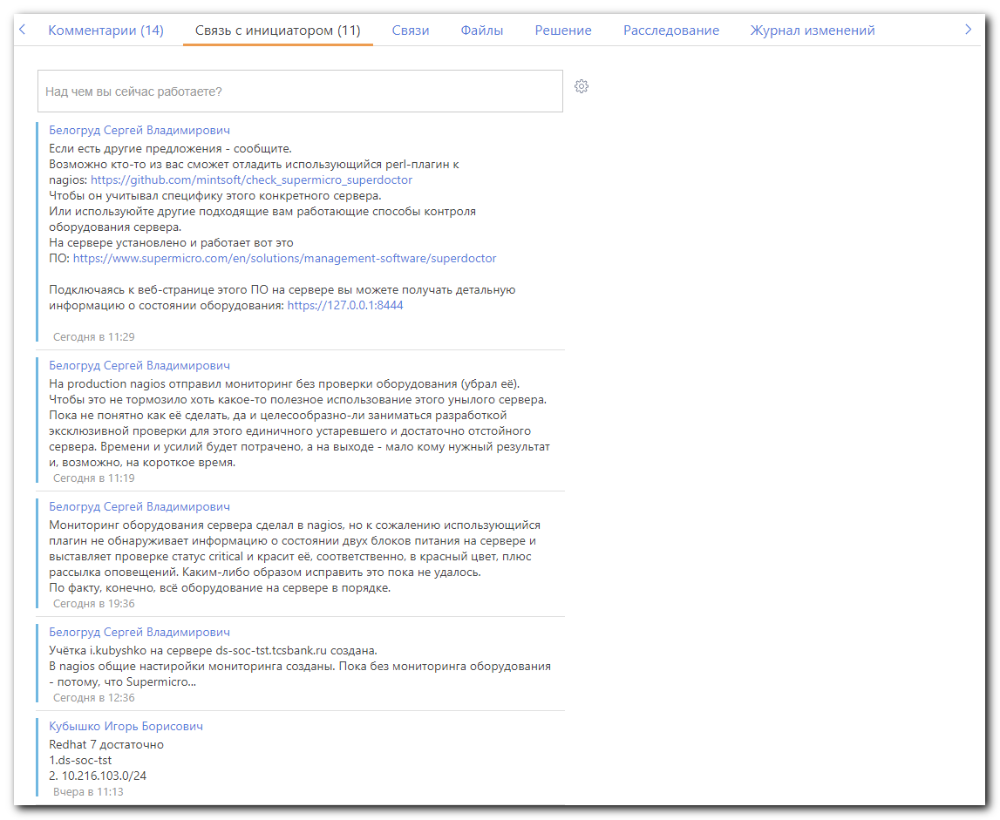 Комментарии (14) Связь с инициатором (11) Связи Файлы Решение Расследование Журнал изменений
Над чем вы сейчас работаете?
Белогруд Сергей Владимирович
Если есть другие предложения - сообщите.
Возможно кто-то из вас сможет отладить использующийся perl-плагин к
nagios: https://github.com/mintsoft/check_supermicro_superdoctor
Чтобы он учитывал специфику этого конкретного сервера.
Или используйте другие подходящие вам работающие способы контроля
оборудования сервера.
На сервере установлено и работает вот это
ПО: https://www.supermicro.com/en/solutions/management-software/superdoctor
Подключаясь к веб-странице этого ПО на сервере вы можете получать детальную
информацию о состоянии оборудования: https://127.0.0.1:8444
Сегодня в 11:29
Белогруд Сергей Владимирович
На production nagios отправил мониторинг без проверки оборудования (убрал её).
Чтобы это не тормозило хоть какое-то полезное использование этого унылого сервера.
Пока не понятно как её сделать, да и целесообразно-ли заниматься разработкой
эксклюзивной проверки для этого единичного устаревшего и достаточно отстойного
сервера. Времени и усилий будет потрачено, а на выходе - мало кому нужный результат
и, возможно, на короткое время.
Сегодня в 11:19
Белогруд Сергей Владимирович
Мониторинг оборудования сервера сделал в nagios, но к сожалению использующийся
плагин не обнаруживает информацию о состоянии двух блоков питания на сервере и
выставляет проверке статус critical и красит её, соответственно, в красный цвет, плюс
рассылка оповещений. Каким-либо образом исправить это пока не удалось.
По факту, конечно, всё оборудование на сервере в порядке.
Сегодня в 19:36
Белогруд Сергей Владимирович
Учётка i.kubyshko на сервере ds-soc-tst.tcsbank.ru создана.
В nagios общие настиройки мониторинга созданы. Пока без мониторинга оборудования
- потому, что Supermicro...
Сегодня в 12:36
Кубышко Игорь Борисович
Redhat 7 достаточно
1.ds-soc-tst
2. 10.216.103.0/24
Вчера в 11:13